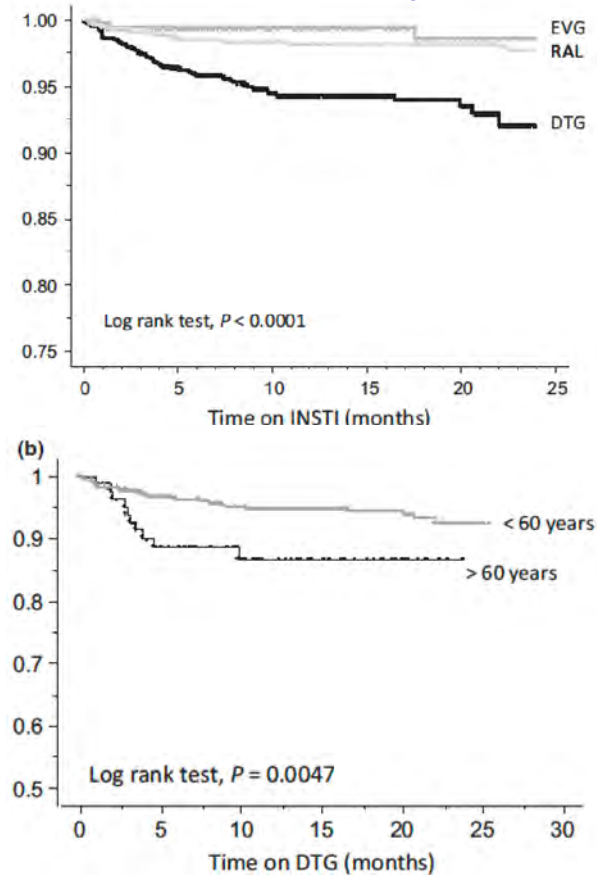 1.00
EVG
RAL
0.95
DTG
0.90
0.85
0.80
Log rank test, P < 0.0001
0.75
0 5 10 15 20 25
Time on INSTI (months)
(b)
1
0.9
< 60 years
> 60 years
0.8
0.7
0.6
Log rank test, P = 0.0047
0.5
0 5 10 15 20 25 30
Time on DTG (months)